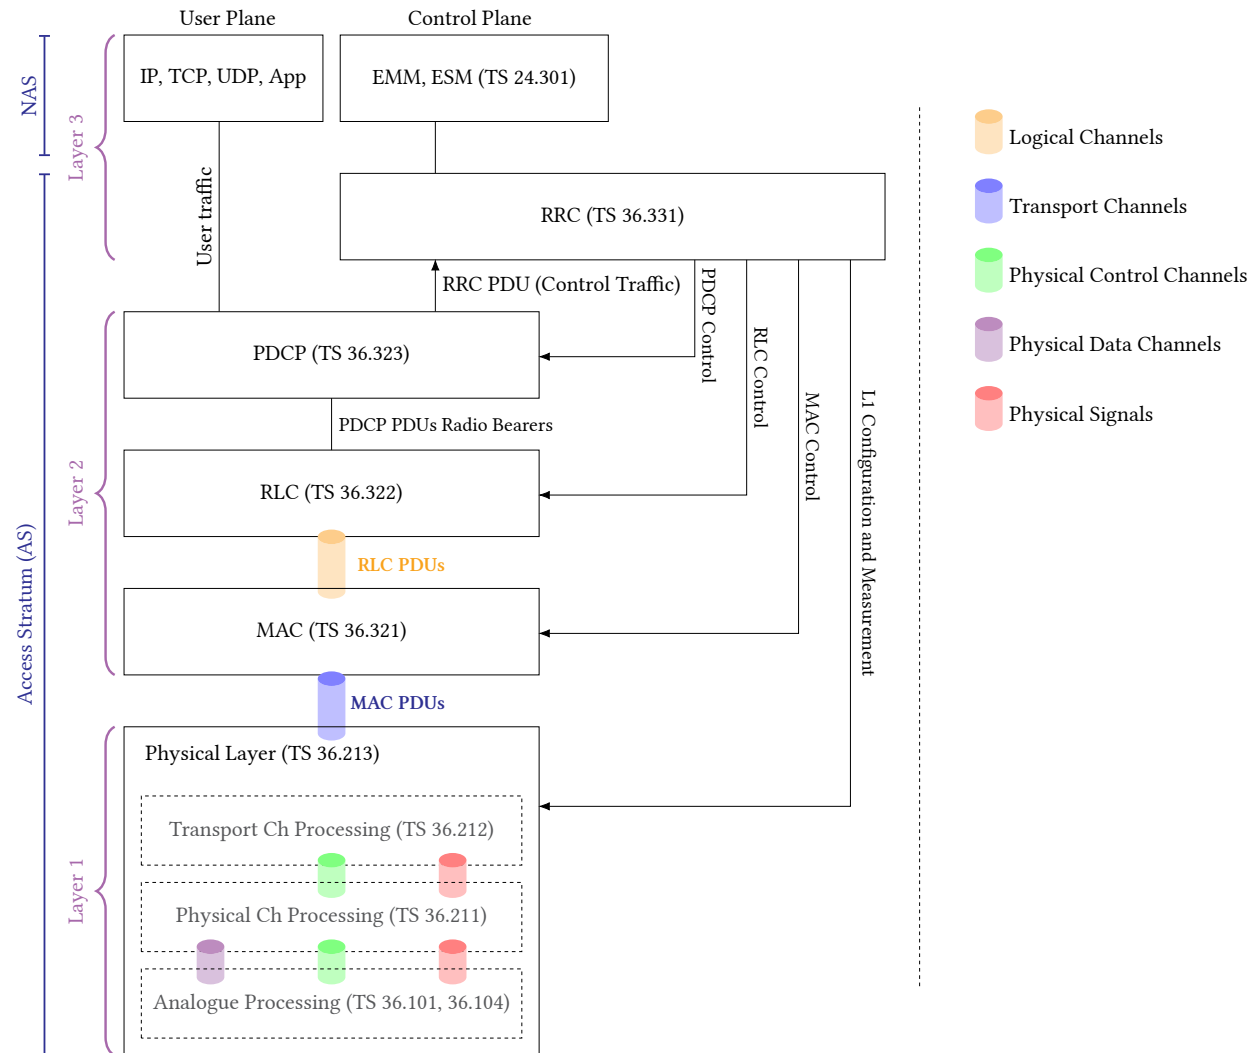 User Plane
Control Plane
NAS
Layer 3
IP, TCP, UDP, App
EMM, ESM (TS 24.301)
User traffic
RRC (TS 36.331)
RRC PDU (Control Traffic)
PDCP Control
RLC Control
MAC Control
L1 Configuration and Measurement
Access Stratum (AS)
Layer 2
PDCP (TS 36.323)
PDCP PDUs Radio Bearers
RLC (TS 36.322)
RLC PDUs
MAC (TS 36.321)
MAC PDUs
Layer 1
Physical Layer (TS 36.213)
Transport Ch Processing (TS 36.212)
Physical Ch Processing (TS 36.211)
Analogue Processing (TS 36.101, 36.104)
Logical Channels
Transport Channels
Physical Control Channels
Physical Data Channels
Physical Signals